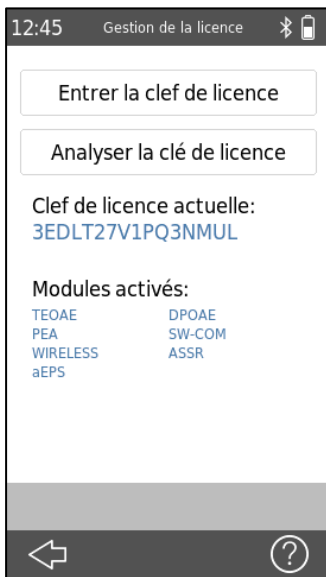 12:45 Gestion de la licence
Entrer la clef de licence
Analyser la clé de licence
Clef de licence actuelle:
3EDLT27V1PQ3NMUL
Modules activés:
TEOAE DPOAE
PEA SW-COM
WIRELESS ASSR
aEPS
?